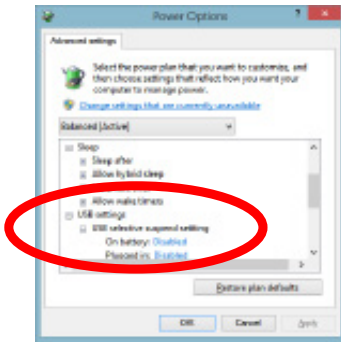 Power Options
?
Advanced settings
Select the power plan that you want to customize, and
then choose settings that reflect how you want your
computer to manage power.
Change settings that are currently unavailable
Balanced [Active]
Sleep
Sleep after
Allow hybrid sleep
Allow wake timers
USB settings
USB selective suspend setting
On battery: Disabled
Plugged in: Disabled
Restore plan defaults
OK
Cancel
Apply